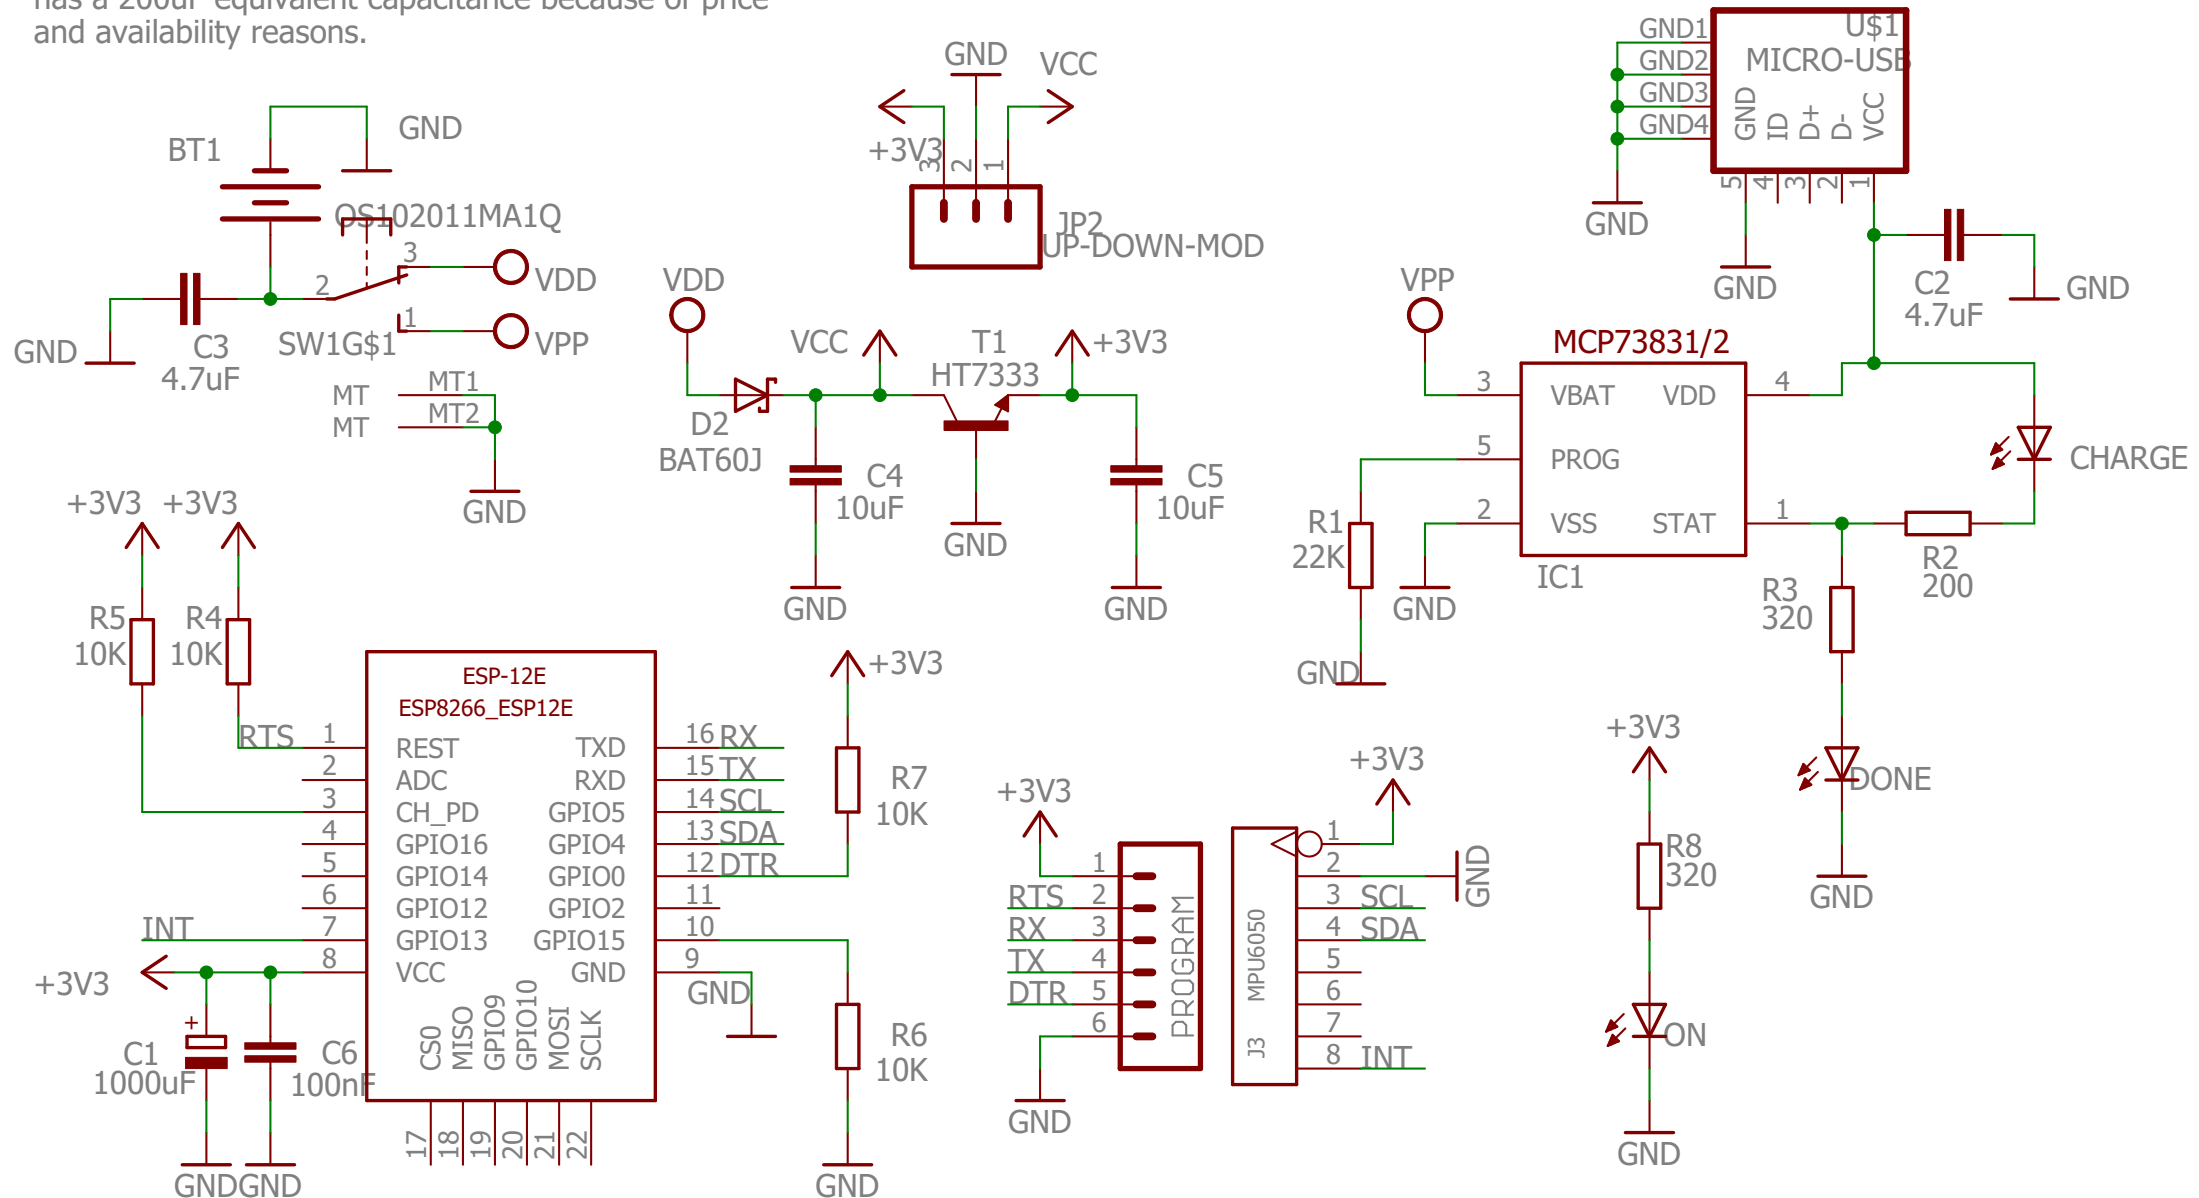 has a 200uF equivalent capacitance because of price
and availability reasons.
GND
VCC
+3V3
3
2
1
JP2
UP-DOWN-MOD
GND1
GND2
GND3
GND4
U$1
MICRO-USB
GND
ID
D+
D-
VCC
5
4
3
2
1
GND
GND
C2
4.7uF
GND
BT1
GND
OS102011MA1Q
3
2
1
VDD
VPP
SW1G$1
C3
4.7uF
GND
MT MT1
MT MT2
GND
VDD
VCC
T1
HT7333
+3V3
D2
BAT60J
C4
10uF
C5
10uF
GND
GND
GND
VPP
MCP73831/2
3 VBAT VDD 4
5 PROG
2 VSS STAT 1
IC1
R1
22K
GND
GND
CHARGE
R2
200
R3
320
DONE
GND
+3V3 +3V3
R5
10K
R4
10K
ESP-12E
ESP8266_ESP12E
RTS 1 REST TXD 16 RX
2 ADC RXD 15 TX
3 CH_PD GPIO5 14 SCL
4 GPIO16 GPIO4 13 SDA
5 GPIO14 GPIO0 12 DTR
6 GPIO12 GPIO2 11
INT 7 GPIO13 GPIO15 10
+3V3 8 VCC GND 9
GND
CS0
MISO
GPIO9
GPIO10
MOSI
SCLK
17
18
19
20
21
22
C1
1000uF
C6
100nF
GND GND
+3V3
R7
10K
R6
10K
GND
+3V3
1
RTS 2
RX 3
TX 4
DTR 5
6
PROGRAM
GND
+3V3
J3
MPU6050
1
2
GND
3 SCL
4 SDA
5
6
7
8 INT
+3V3
R8
320
ON
GND